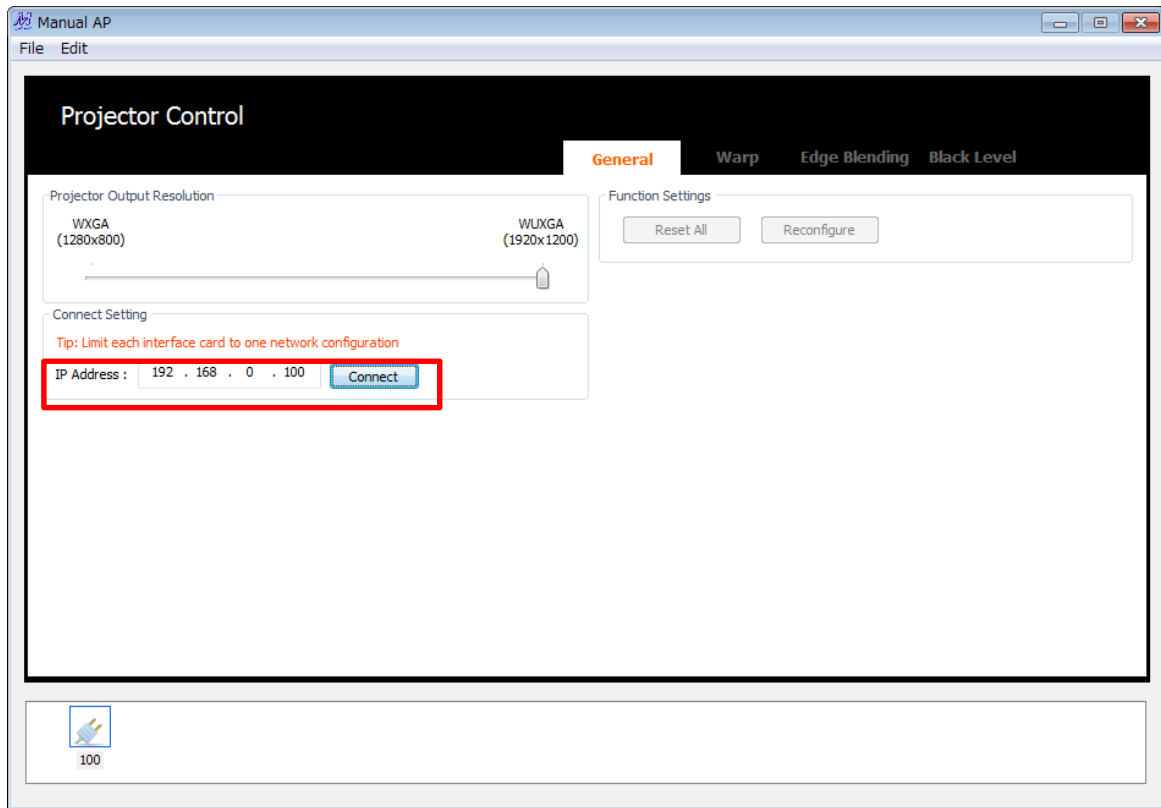 Manual AP
File Edit
Projector Control
General Warp Edge Blending Black Level
Projector Output Resolution
WXGA
(1280x800)
WUXGA
(1920x1200)
Function Settings
Reset All Reconfigure
Connect Setting
Tip: Limit each interface card to one network configuration
IP Address : 192 . 168 . 0 . 100 Connect
100